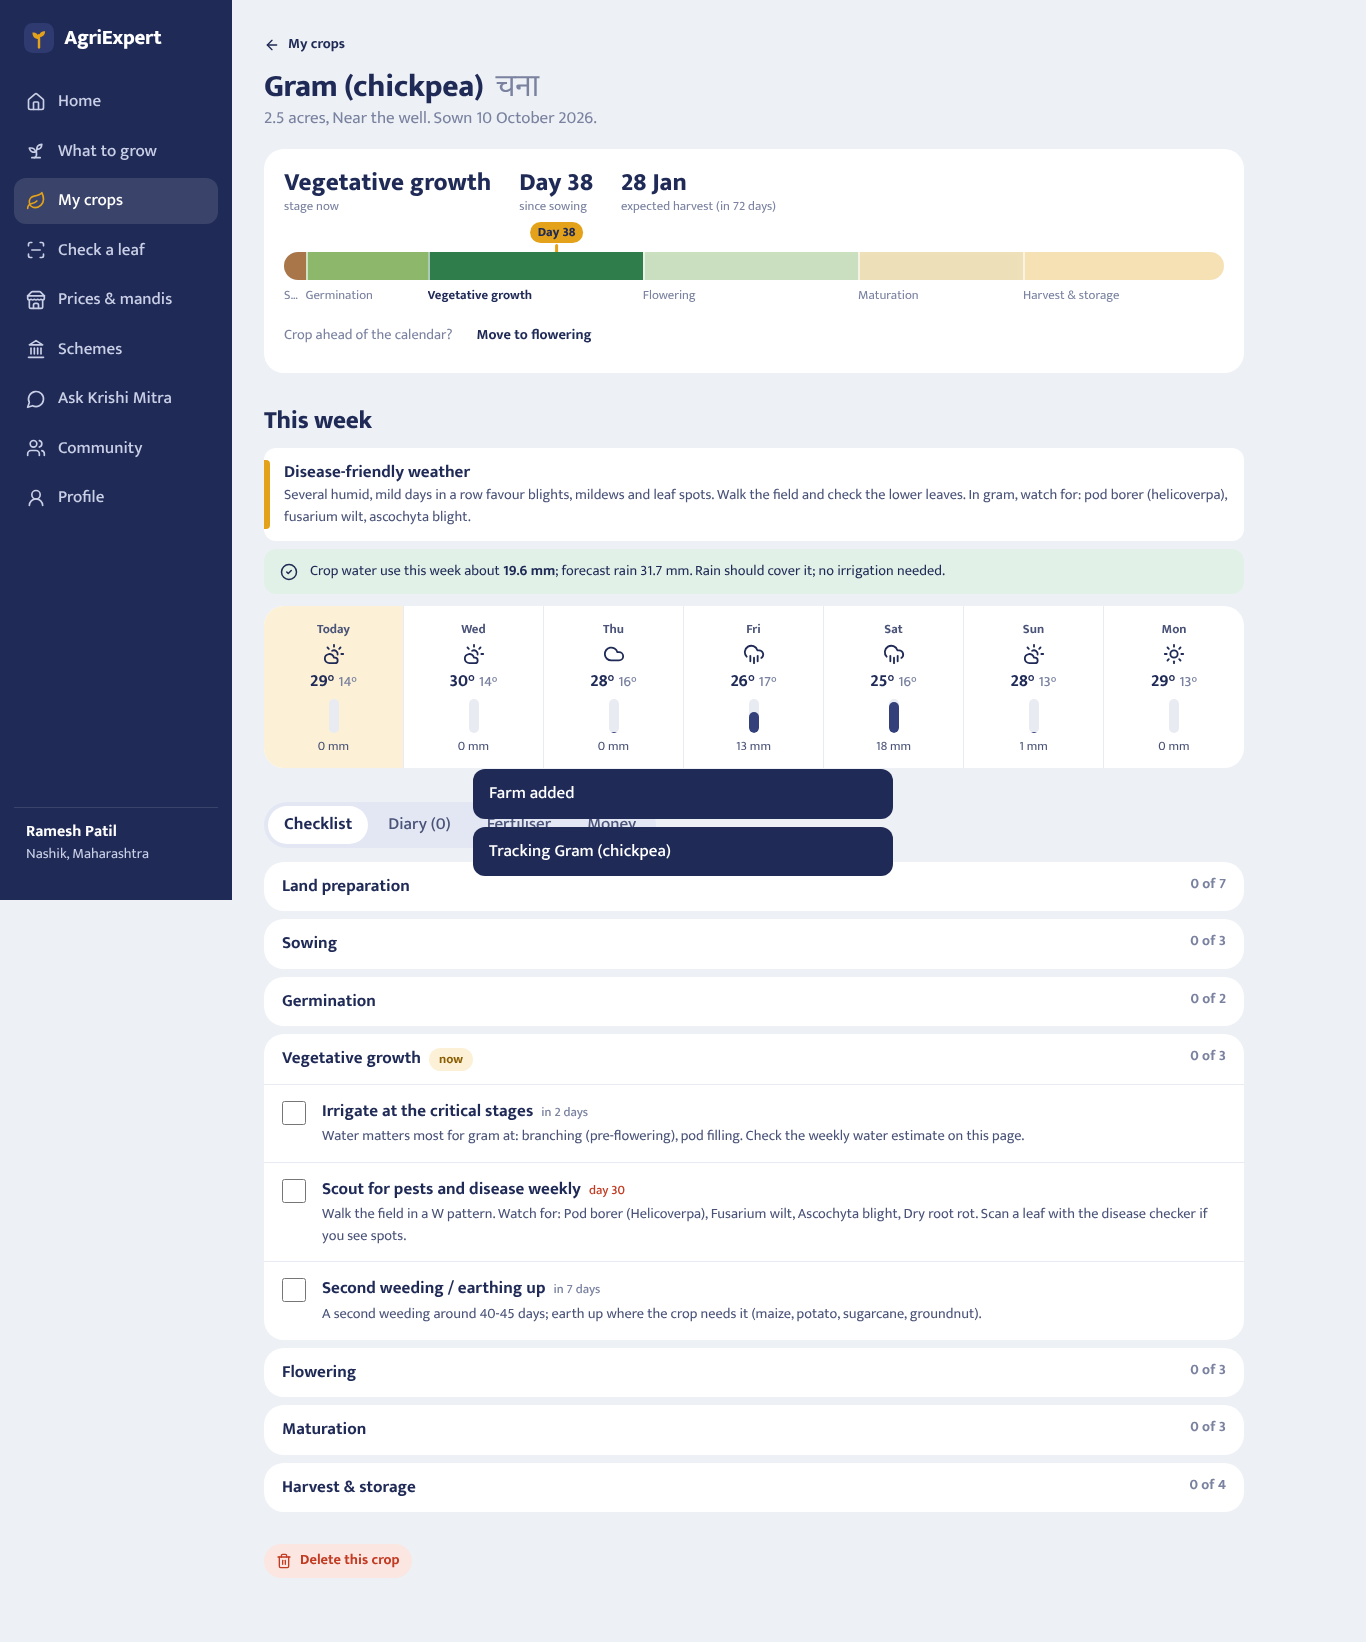 AgriExpert
Home
What to grow
My crops
Check a leaf
Prices & mandis
Schemes
Ask Krishi Mitra
Community
Profile
Ramesh Patil
Nashik, Maharashtra
My crops
Gram (chickpea) चना
2.5 acres, Near the well. Sown 10 October 2026.
Vegetative growth Day 38 28 Jan
stage now since sowing expected harvest (in 72 days)
Day 38
S... Germination Vegetative growth Flowering Maturation Harvest & storage
Crop ahead of the calendar? Move to flowering
This week
Disease-friendly weather
Several humid, mild days in a row favour blights, mildews and leaf spots. Walk the field and check the lower leaves. In gram, watch for: pod borer (helicoverpa),
fusarium wilt, ascochyta blight.
Crop water use this week about 19.6 mm; forecast rain 31.7 mm. Rain should cover it; no irrigation needed.
Today Wed Thu Fri Sat Sun Mon
29° 14° 30° 14° 28° 16° 26° 17° 25° 16° 28° 13° 29° 13°
0 mm 0 mm 0 mm 13 mm 18 mm 1 mm 0 mm
Farm added
Checklist Diary (0) Fertiliser Money
Tracking Gram (chickpea)
Land preparation 0 of 7
Sowing 0 of 3
Germination 0 of 2
Vegetative growth now 0 of 3
Irrigate at the critical stages in 2 days
Water matters most for gram at: branching (pre-flowering), pod filling. Check the weekly water estimate on this page.
Scout for pests and disease weekly day 30
Walk the field in a W pattern. Watch for: Pod borer (Helicoverpa), Fusarium wilt, Ascochyta blight, Dry root rot. Scan a leaf with the disease checker if
you see spots.
Second weeding / earthing up in 7 days
A second weeding around 40-45 days; earth up where the crop needs it (maize, potato, sugarcane, groundnut).
Flowering 0 of 3
Maturation 0 of 3
Harvest & storage 0 of 4
Delete this crop